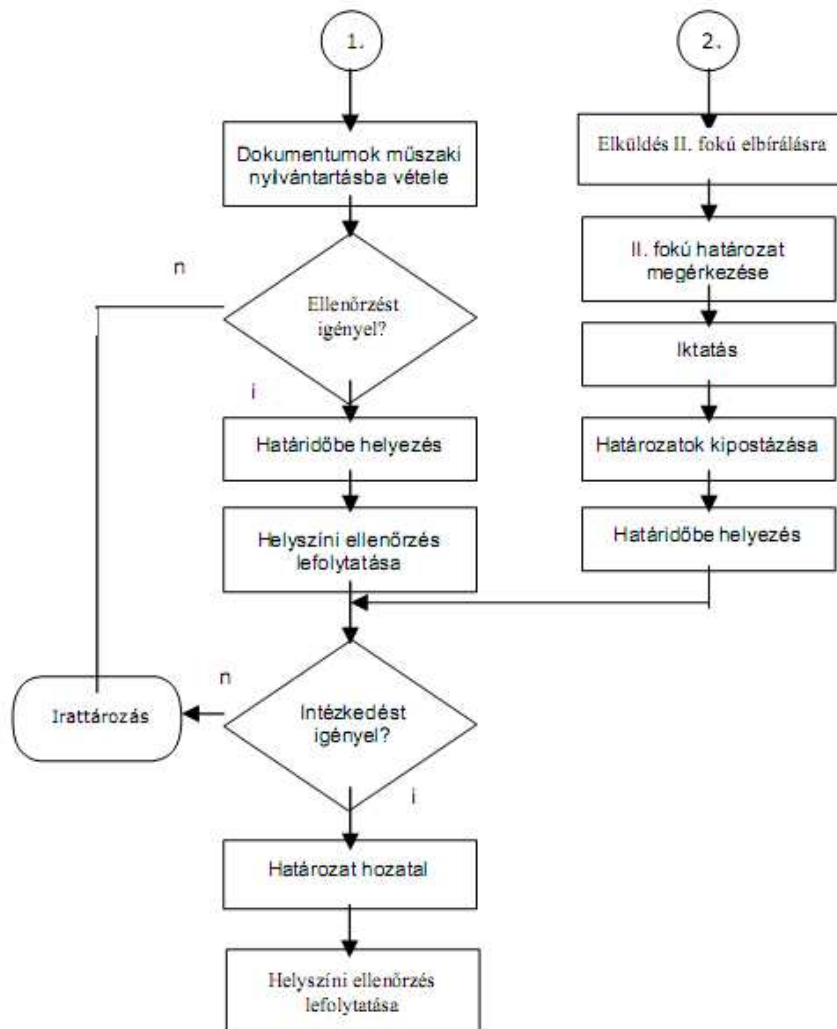 1.
Dokumentumok műszaki
nyilvántartásba vétele
n
Ellenőrzést
igényel?
i
Határidőbe helyezés
Helyszíni ellenőrzés
lefolytatása
2.
Elküldés II. fokú elbírálásra
II. fokú határozat
megérkezése
Iktatás
Határozatok kipostázása
Határidőbe helyezés
n
Irattározás
Intézkedést
igényel?
i
Határozat hozatal
Helyszíni ellenőrzés
lefolytatása